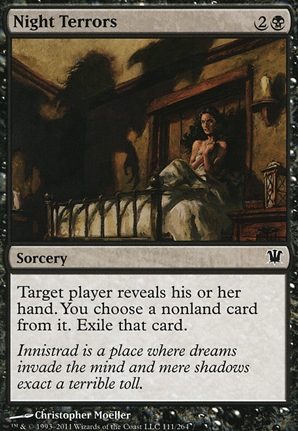 Night Terrors 2
Sorcery
Target player reveals his or her
hand. You choose a nonland card
from it. Exile that card.
Innistrad is a place where dreams
invade the mind and mere shadows
exact a terrible toll.
Christopher Moeller
™ & © 1993–2011 Wizards of the Coast LLC 111/264